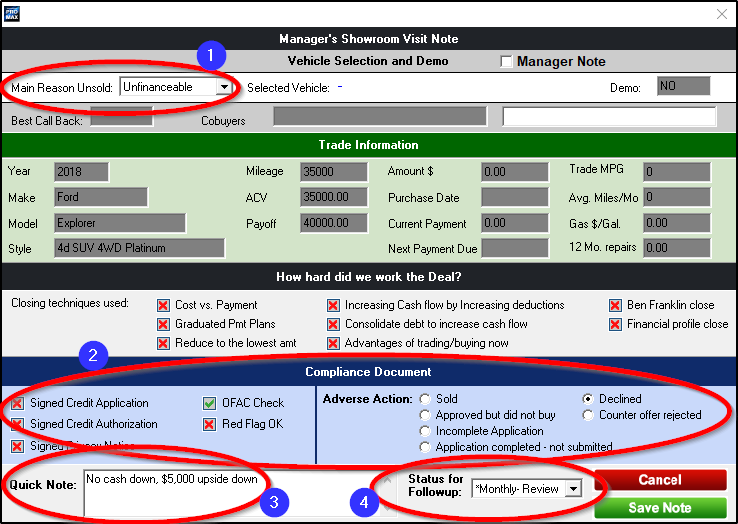 PRO MAX
Manager's Showroom Visit Note
1
Vehicle Selection and Demo Manager Note
Main Reason Unsold: Unfinanceable Selected Vehicle: - Demo: NO
Best Call Back: Cobuyers
Trade Information
Year 2018 Mileage 35000 Amount $ 0.00 Trade MPG 0
Make Ford ACV 35000.00 Purchase Date Avg. Miles/Mo 0
Model Explorer Payoff 40000.00 Current Payment 0.00 Gas $/Gal. 0.00
Style 4d SUV 4WD Platinum Next Payment Due 12 Mo. repairs 0.00
How hard did we work the Deal?
Closing techniques used: Cost vs. Payment Increasing Cash flow by Increasing deductions Ben Franklin close
Graduated Pmt Plans Consolidate debt to increase cash flow Financial profile close
Reduce to the lowest amt Advantages of trading/buying now
2
Compliance Document
Signed Credit Application OFAC Check Adverse Action: Sold Declined
Signed Credit Authorization Red Flag OK Approved but did not buy Counter offer rejected
Incomplete Application
Signed Privacy Notice Application completed - not submitted
Quick Note: No cash down, $5,000 upside down 3 4 Status for Followup: *Monthly- Review Cancel
Save Note